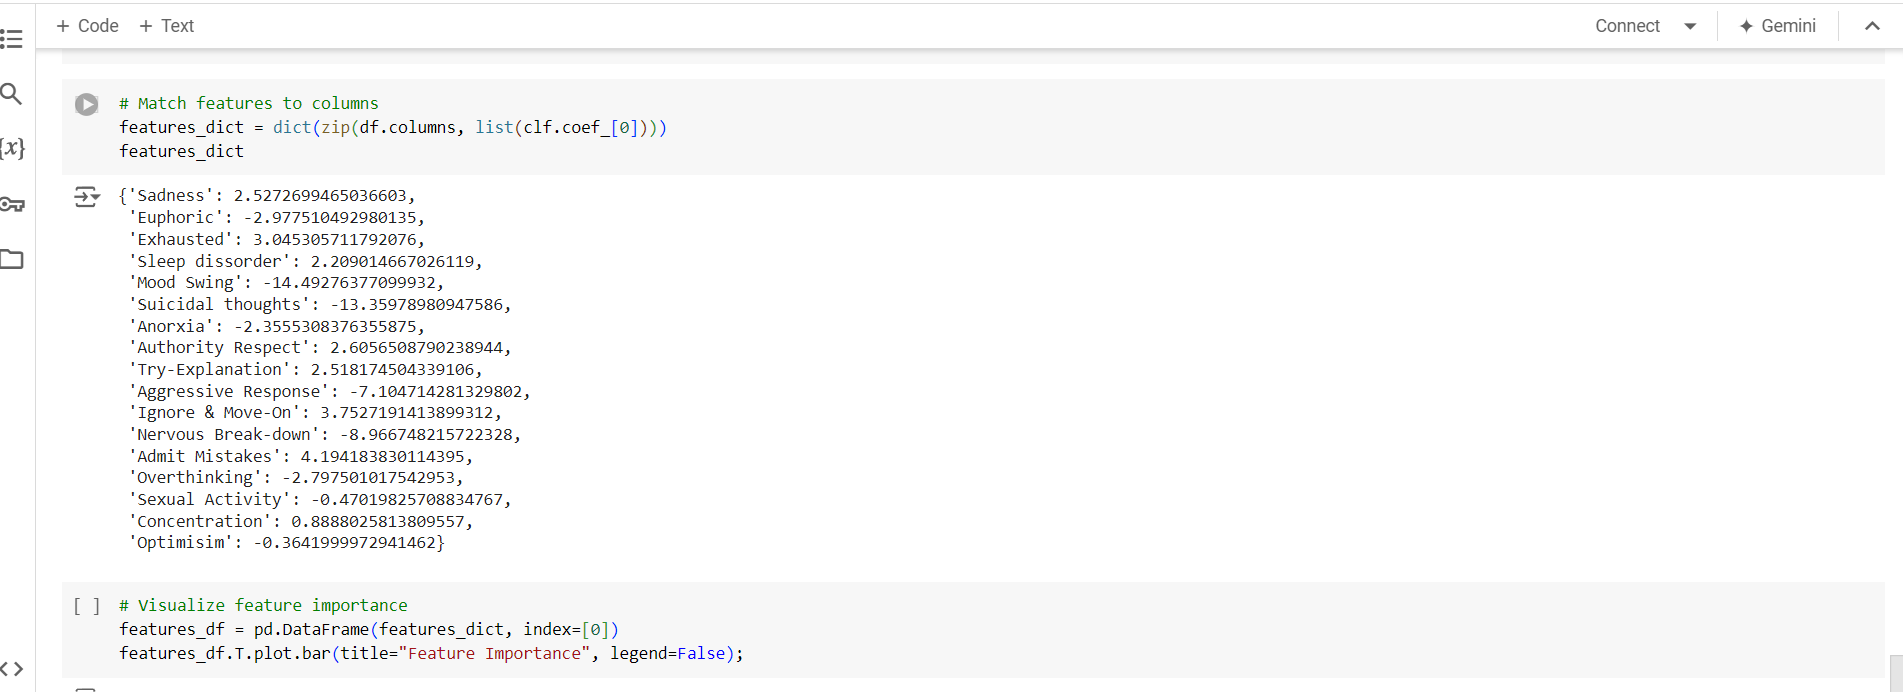 + Code + Text Connect Gemini
{x}
# Match features to columns
features_dict = dict(zip(df.columns, list(clf.coef_[0])))
features_dict
{'Sadness': 2.5272699465036603,
'Euphoric': -2.977510492980135,
'Exhausted': 3.045305711792076,
'Sleep dissorder': 2.209014667026119,
'Mood Swing': -14.49276377099932,
'Suicidal thoughts': -13.35978980947586,
'Anorxia': -2.3555308376355875,
'Authority Respect': 2.6056508790238944,
'Try-Explanation': 2.518174504339106,
'Aggressive Response': -7.104714281329802,
'Ignore & Move-On': 3.7527191413899312,
'Nervous Break-down': -8.966748215722328,
'Admit Mistakes': 4.194183830114395,
'Overthinking': -2.797501017542953,
'Sexual Activity': -0.47019825708834767,
'Concentration': 0.8888025813809557,
'Optimisim': -0.3641999972941462}
[ ] # Visualize feature importance
features_df = pd.DataFrame(features_dict, index=[0])
features_df.T.plot.bar(title="Feature Importance", legend=False);